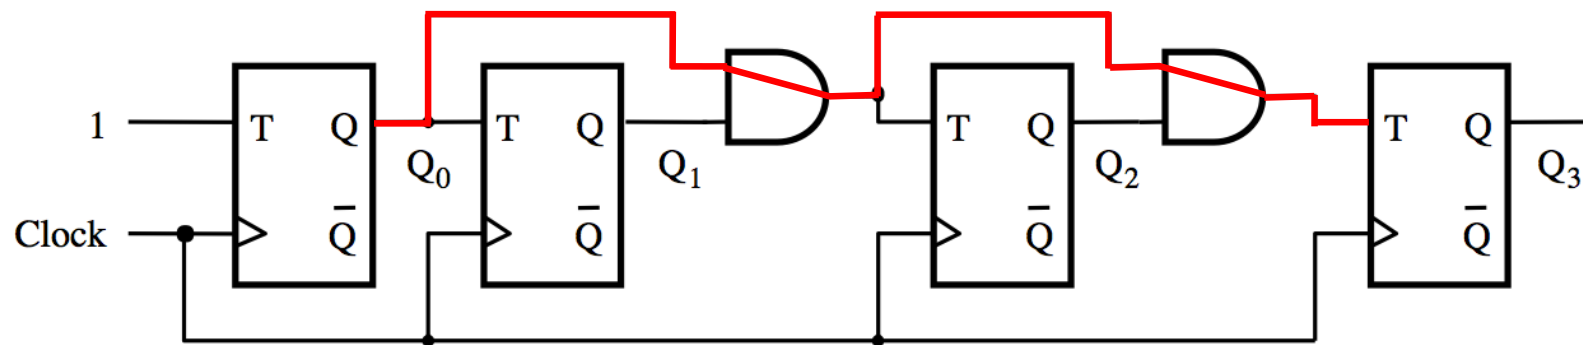 1 T Q T Q T Q T Q
Q0 Q1 Q2 Q3
Clock Q̅ Q̅ Q̅ Q̅